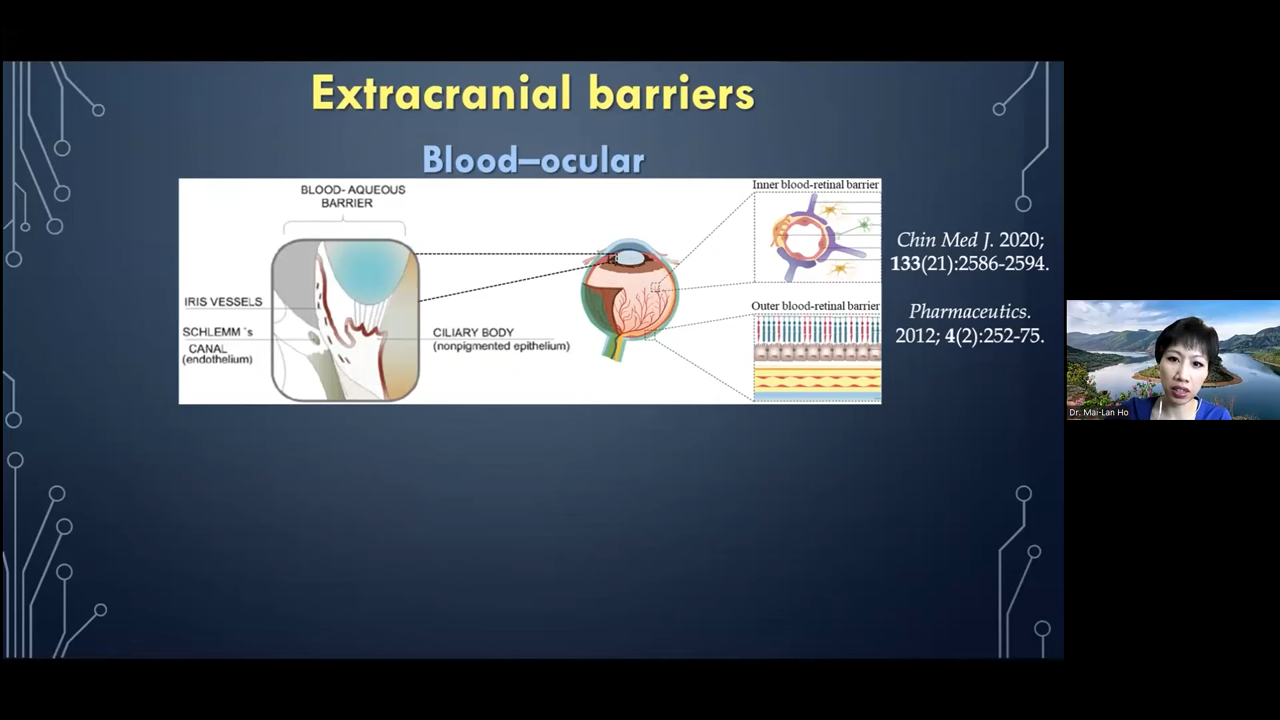 Extracranial barriers
Blood–ocular
BLOOD- AQUEOUS
BARRIER
IRIS VESSELS
SCHLEMM´s
CANAL
(endothelium)
CILIARY BODY
(nonpigmented epithelium)
Inner blood-retinal barrier
Outer blood-retinal barrier
Chin Med J. 2020;
133(21):2586-2594.
Pharmaceutics.
2012; 4(2):252-75.
Dr. Mai-Lan Ho